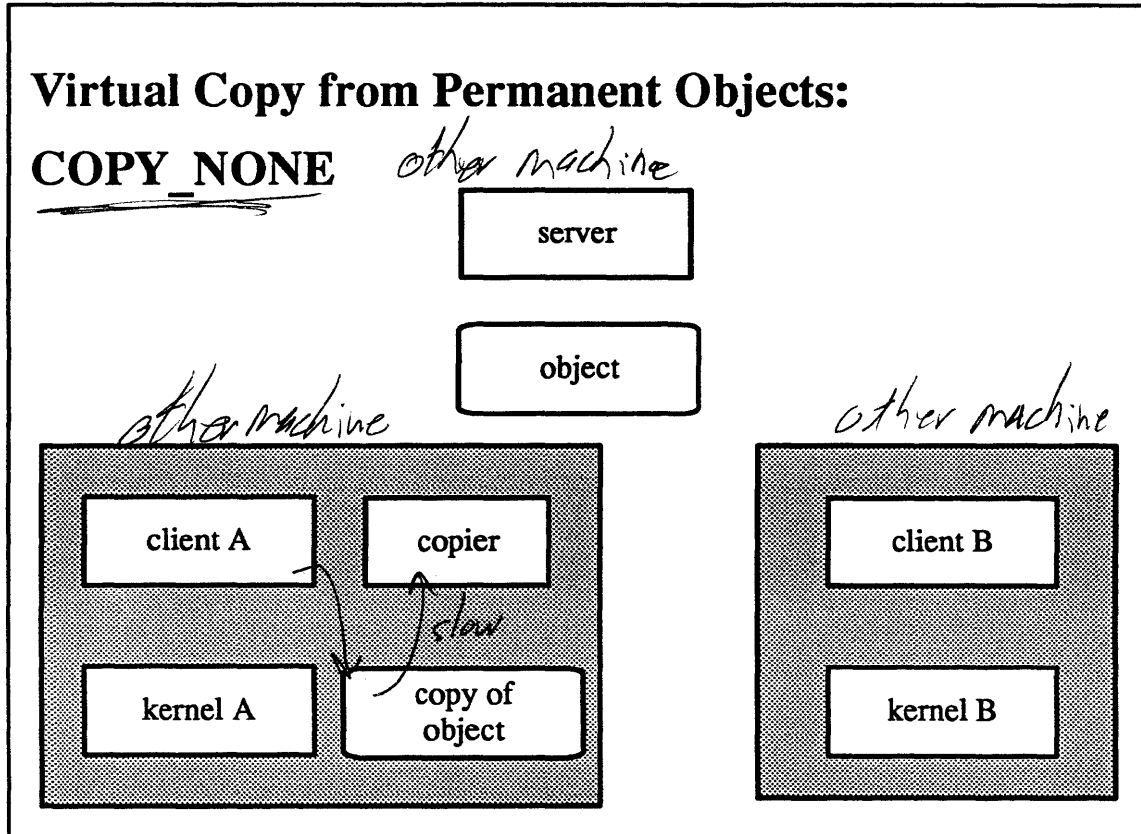 Virtual Copy from Permanent Objects:
COPY_NONE
other machine
server
object
other machine
other machine
client A
copier
client B
slow
kernel A
copy of
object
kernel B